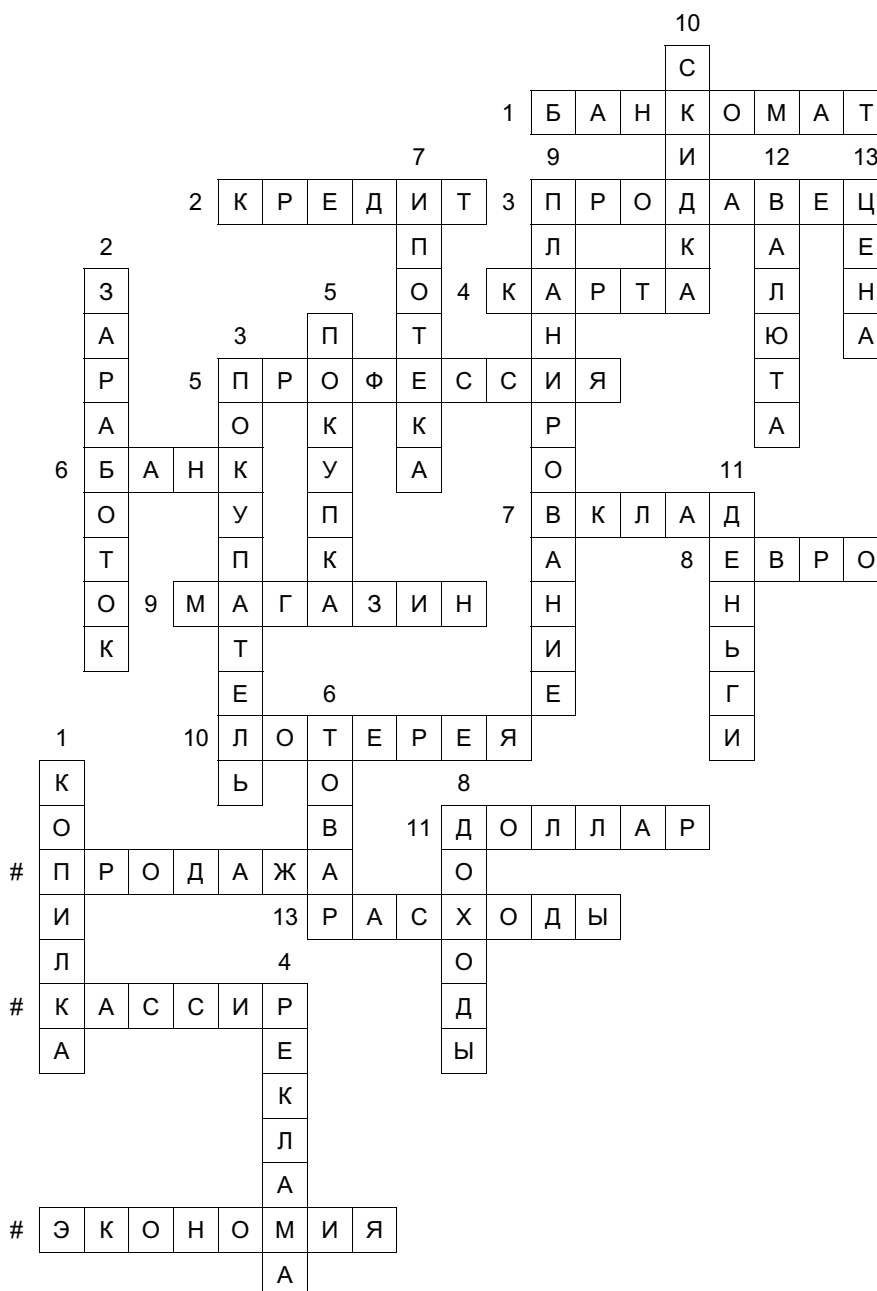 10
С
1 Б А Н К О М А Т
7 9 И 12 13
2 К Р Е Д И Т 3 П Р О Д А В Е Ц
2 П Л К А Е
З 5 О 4 К А Р Т А Л Н
А 3 П Т Н Ю А
Р 5 П Р О Ф Е С С И Я Т
А О К К Р А
6 Б А Н К У А О 11
О У П 7 В К Л А Д
Т П К А 8 Е В Р О
О 9 М А Г А З И Н Н Н
К Т И Ь
Е 6 Е Г
1 10 Л О Т Е Р Е Я И
К Ь О 8
О В 11 Д О Л Л А Р
# П Р О Д А Ж А О
И 13 Р А С Х О Д Ы
Л 4 О
# К А С С И Р Д
А Е Ы
К
Л
А
# Э К О Н О М И Я
А